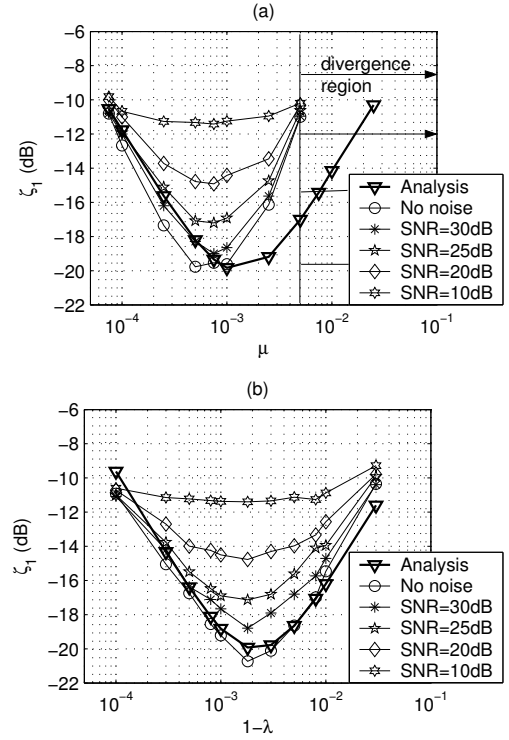 (a)
−6
−8
−10
−12
−14
−16
−18
−20
−22
ζ1 (dB)
divergence
region
Analysis
No noise
SNR=30dB
SNR=25dB
SNR=20dB
SNR=10dB
10−4
10−3
10−2
10−1
μ
(b)
−6
−8
−10
−12
−14
−16
−18
−20
−22
ζ1 (dB)
Analysis
No noise
SNR=30dB
SNR=25dB
SNR=20dB
SNR=10dB
10−4
10−3
10−2
10−1
1−λ